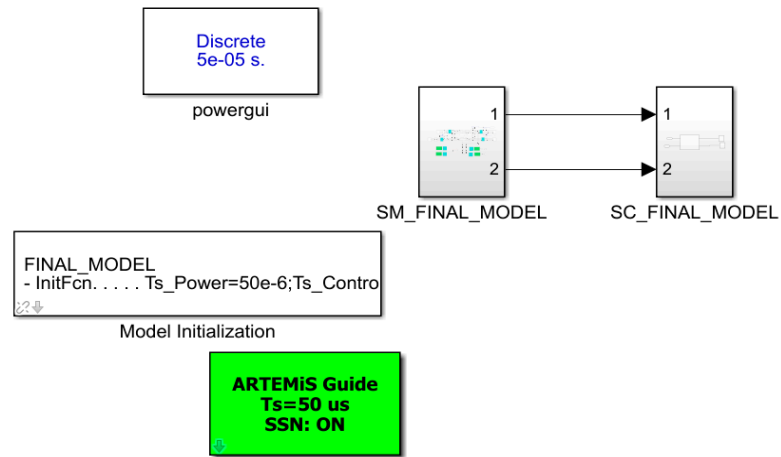 Discrete
5e-05 s.
powergui
1
2
1
2
SM_FINAL_MODEL
SC_FINAL_MODEL
FINAL_MODEL
- InitFcn. . . . . Ts_Power=50e-6;Ts_Contro
Model Initialization
ARTEMiS Guide
Ts=50 us
SSN: ON